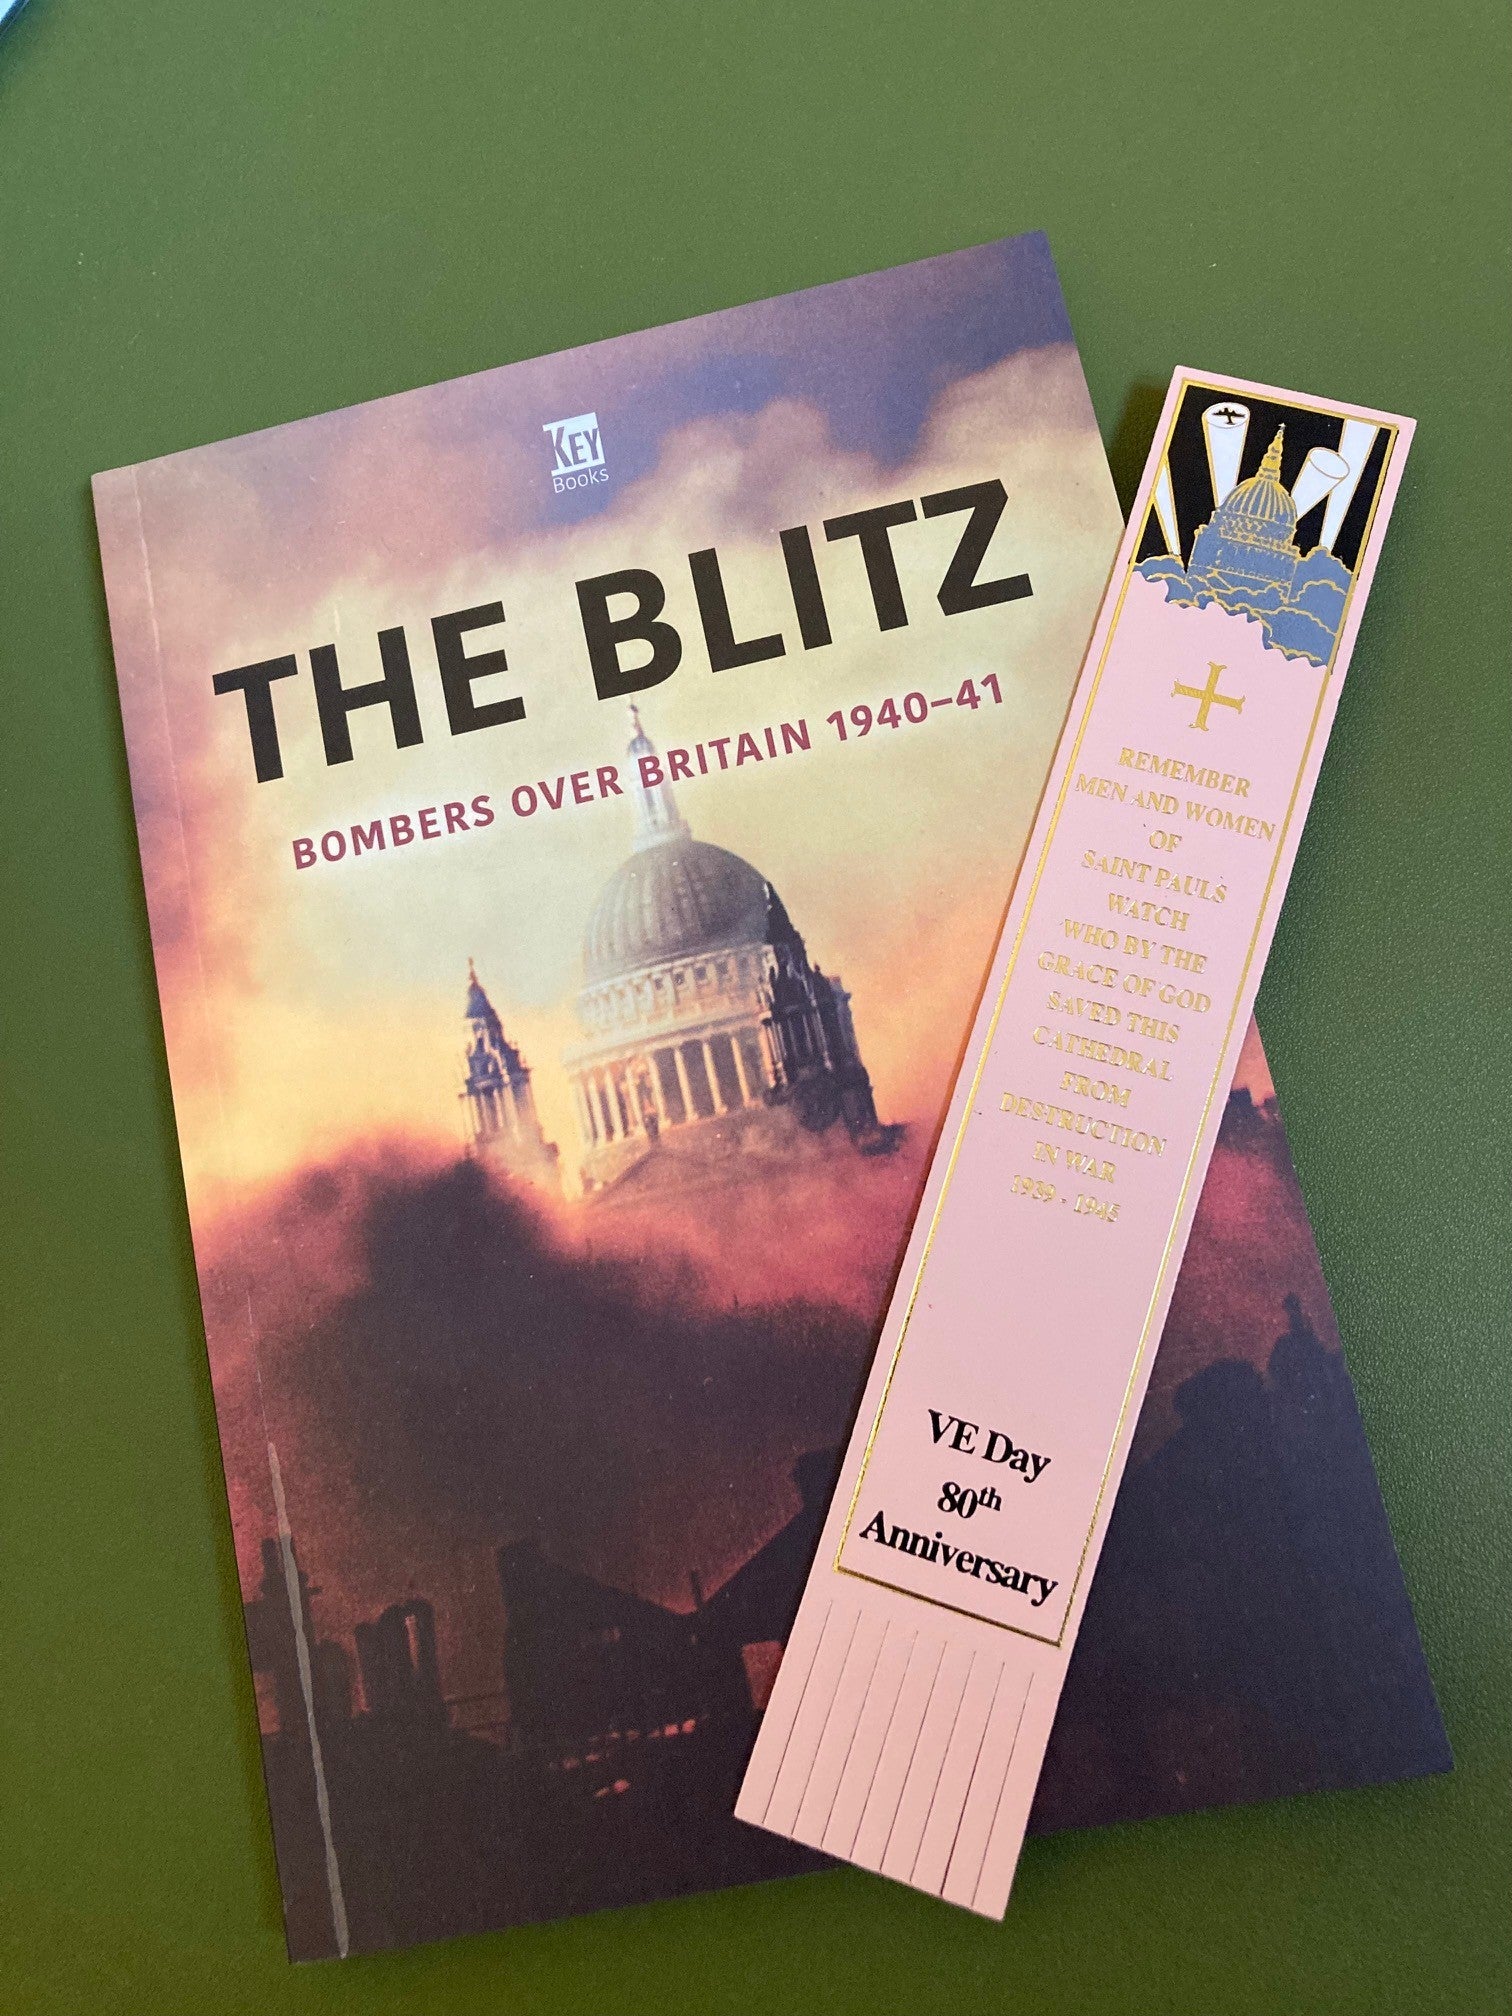 KEY
Books
THE BLITZ
BOMBERS OVER BRITAIN 1940–41
REMEMBER
MEN AND WOMEN
OF
SAINT PAULS
WATCH
WHO BY THE
GRACE OF GOD
SAVED THIS
CATHEDRAL
FROM
DESTRUCTION
IN WAR
1939 - 1945
VE Day
80th
Anniversary